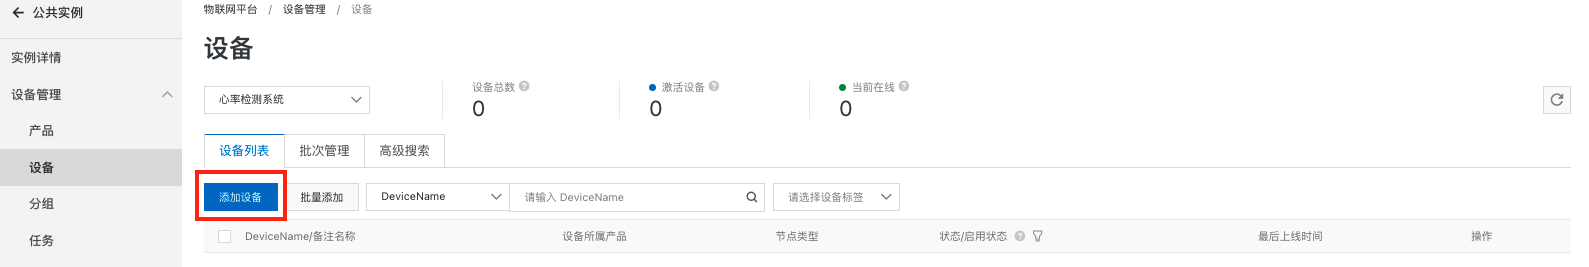 公共实例
物联网平台 / 设备管理 / 设备
实例详情
设备管理
产品
设备
分组
任务
设备
心率检测系统
设备总数
0
激活设备
0
当前在线
0
设备列表 批次管理 高级搜索
添加设备 批量添加 DeviceName 请输入 DeviceName 请选择设备标签
DeviceName/备注名称 设备所属产品 节点类型 状态/启用状态 最后上线时间 操作